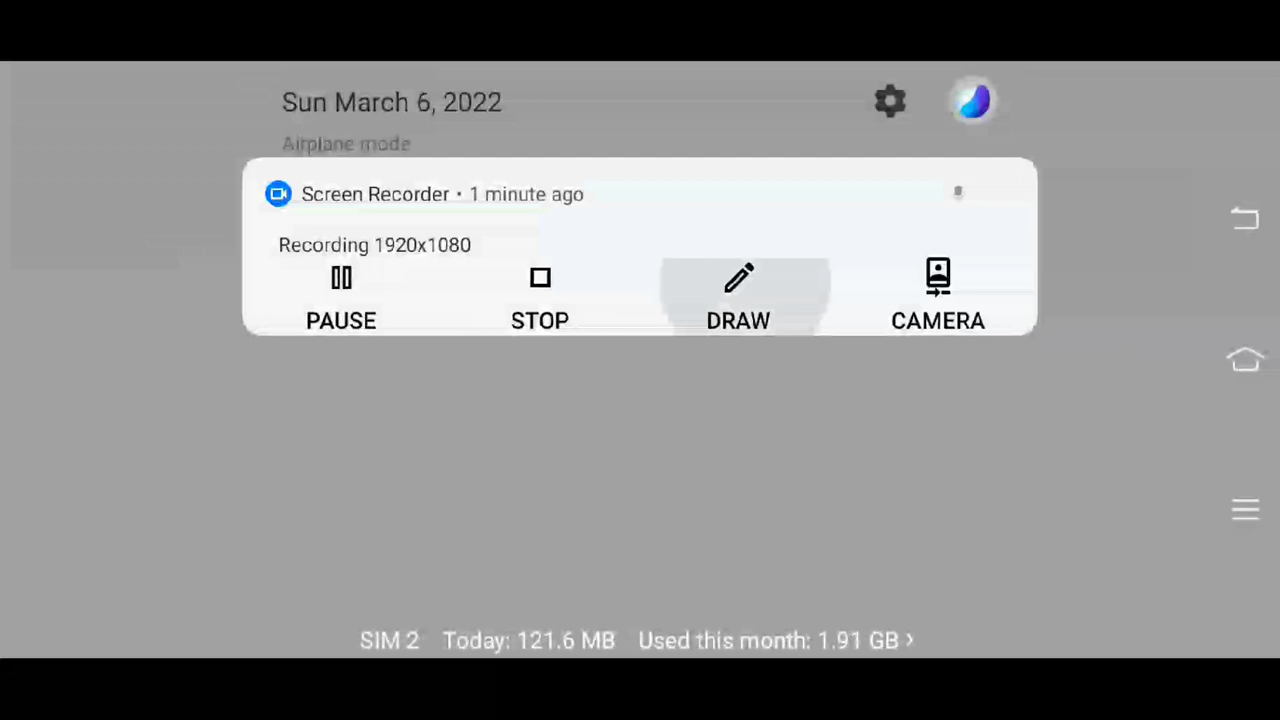 Sun March 6, 2022
Airplane mode
Screen Recorder • 1 minute ago
Recording 1920x1080
PAUSE STOP DRAW CAMERA
SIM 2 Today: 121.6 MB Used this month: 1.91 GB ›